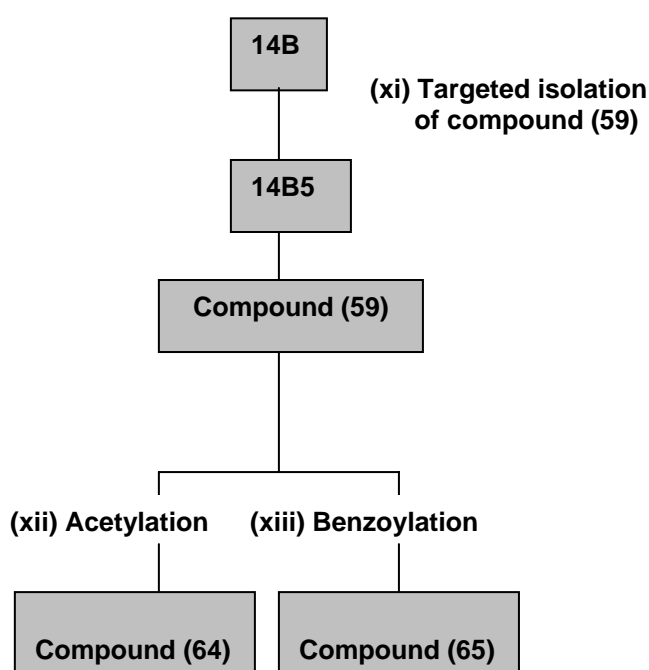 14B
(xi) Targeted isolation
of compound (59)
14B5
Compound (59)
(xii) Acetylation (xiii) Benzoylation
Compound (64) Compound (65)